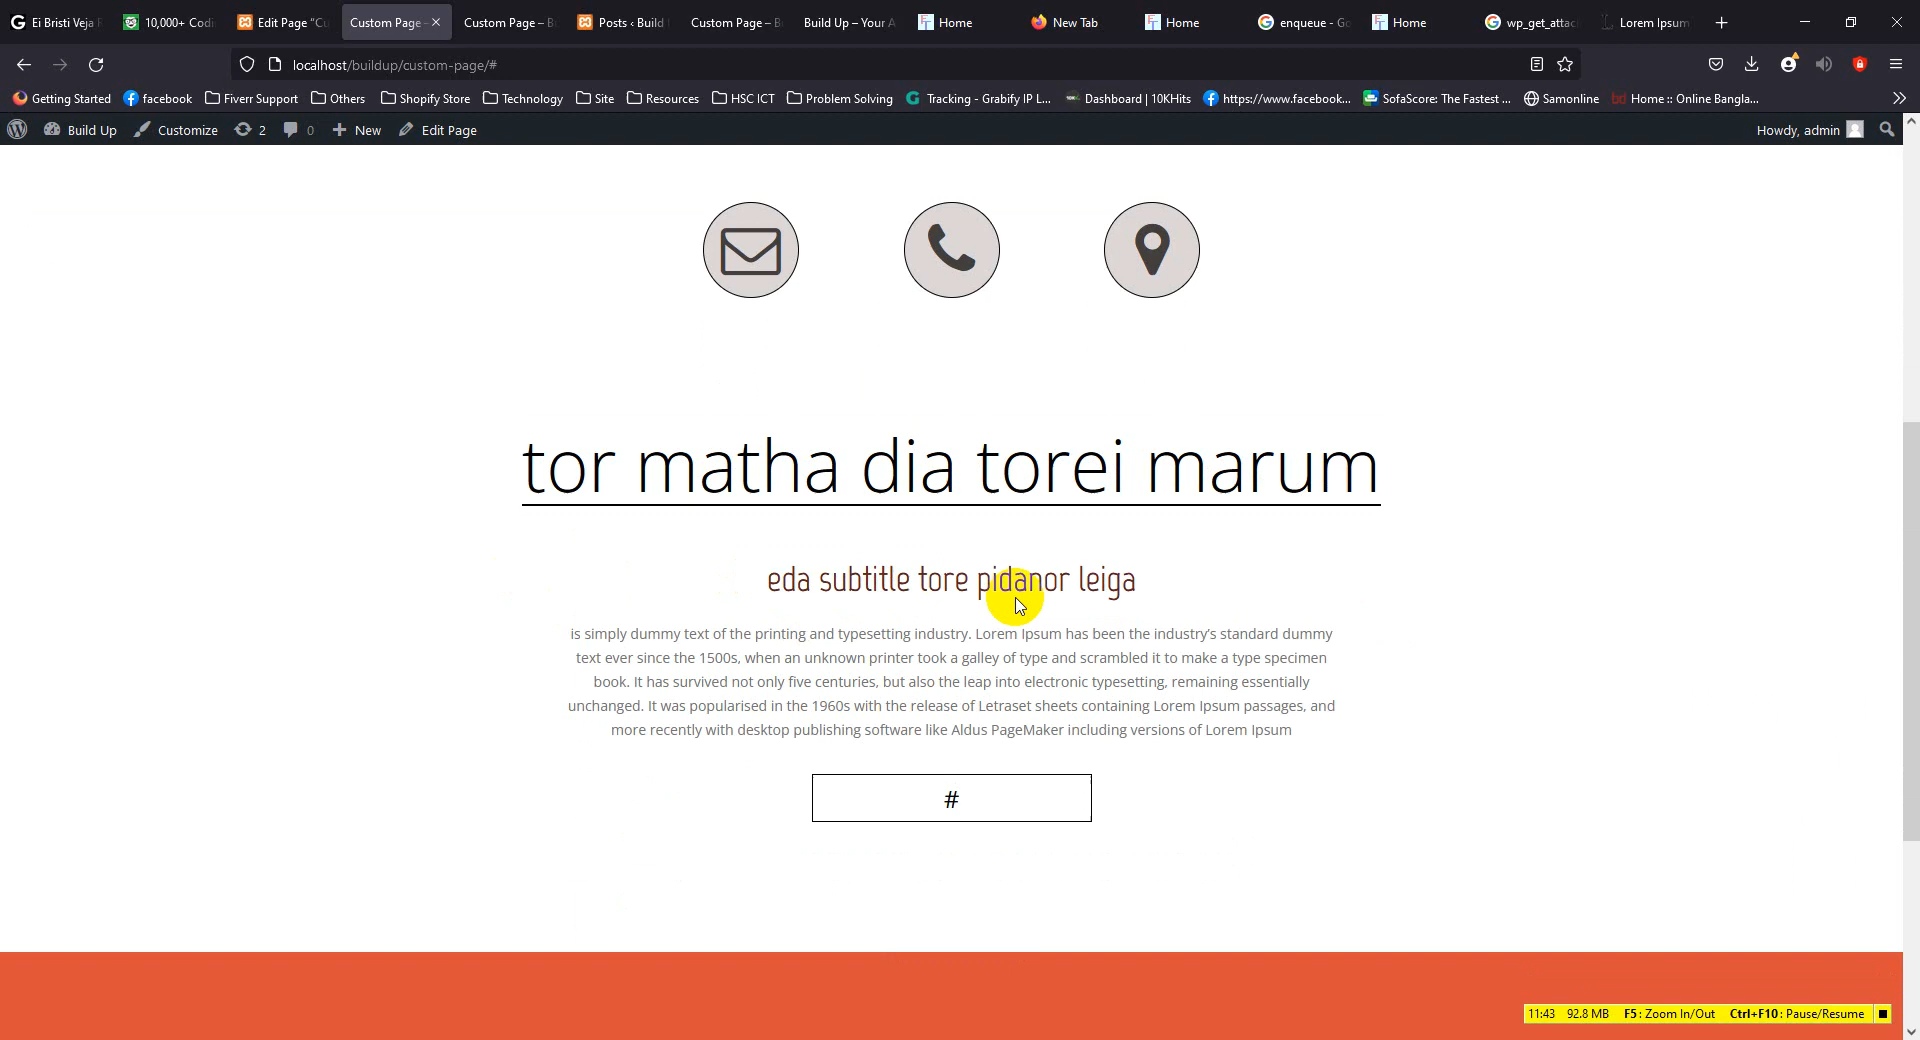 Ei Bristi Veja R
10,000+ Codi
Edit Page “Cu
Custom Page –
Custom Page – B
Posts ‹ Build
Custom Page – B
Build Up – Your A
Home
New Tab
Home
enqueue - Go
Home
wp_get_attac
Lorem Ipsum
localhost/buildup/custom-page/#
Getting Started
facebook
Fiverr Support
Others
Shopify Store
Technology
Site
Resources
HSC ICT
Problem Solving
Tracking - Grabify IP L...
Dashboard | 10KHits
https://www.facebook...
SofaScore: The Fastest ...
Samonline
Home :: Online Bangla...
Build Up
Customize
2
0
New
Edit Page
Howdy, admin
tor matha dia torei marum
eda subtitle tore pidanor leiga
is simply dummy text of the printing and typesetting industry. Lorem Ipsum has been the industry’s standard dummy
text ever since the 1500s, when an unknown printer took a galley of type and scrambled it to make a type specimen
book. It has survived not only five centuries, but also the leap into electronic typesetting, remaining essentially
unchanged. It was popularised in the 1960s with the release of Letraset sheets containing Lorem Ipsum passages, and
more recently with desktop publishing software like Aldus PageMaker including versions of Lorem Ipsum
#
11:43 92.8 MB F5: Zoom In/Out Ctrl+F10: Pause/Resume